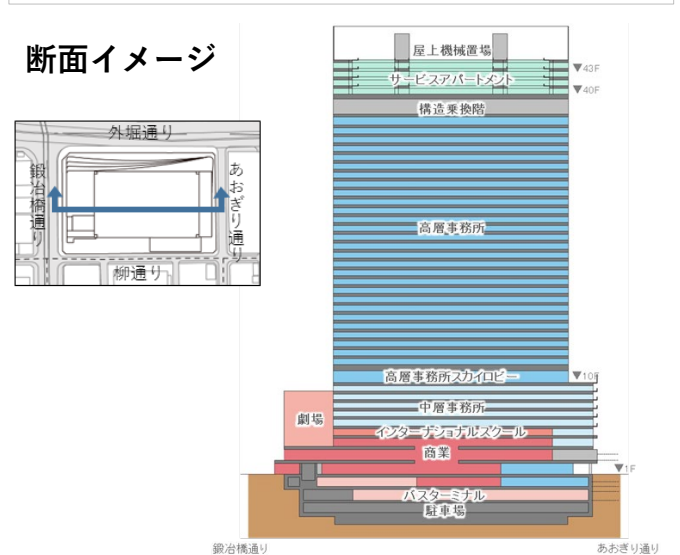 断面イメージ
外堀通り
鍛冶橋通り
あおぎり通り
柳通り
屋上機械置場
▼43F
サービスアパートメント
▼40F
構造乗換階
高層事務所
高層事務所スカイロビー
▼10F
中層事務所
劇場
インターナショナルスクール
商業
▼1F
バスターミナル
駐車場
鍛冶橋通り
あおぎり通り